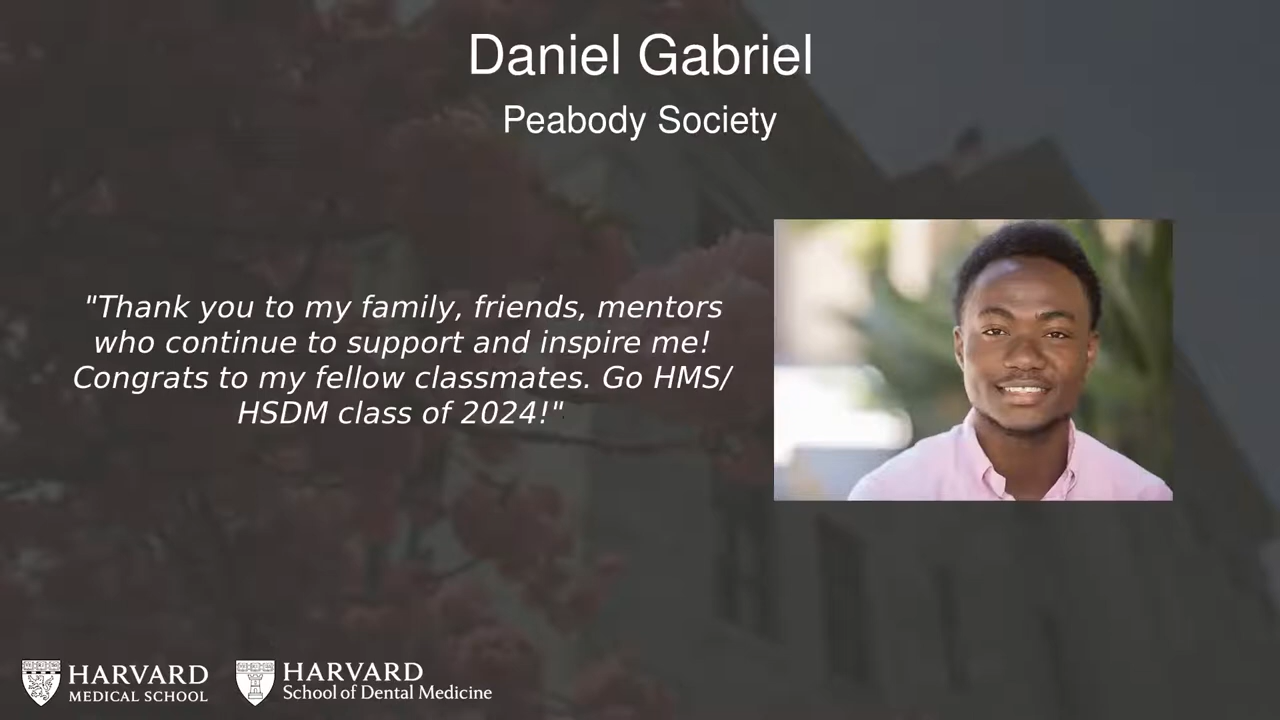 Daniel Gabriel
Peabody Society
"Thank you to my family, friends, mentors
who continue to support and inspire me!
Congrats to my fellow classmates. Go HMS/
HSDM class of 2024!"
HARVARD
MEDICAL SCHOOL
HARVARD
School of Dental Medicine